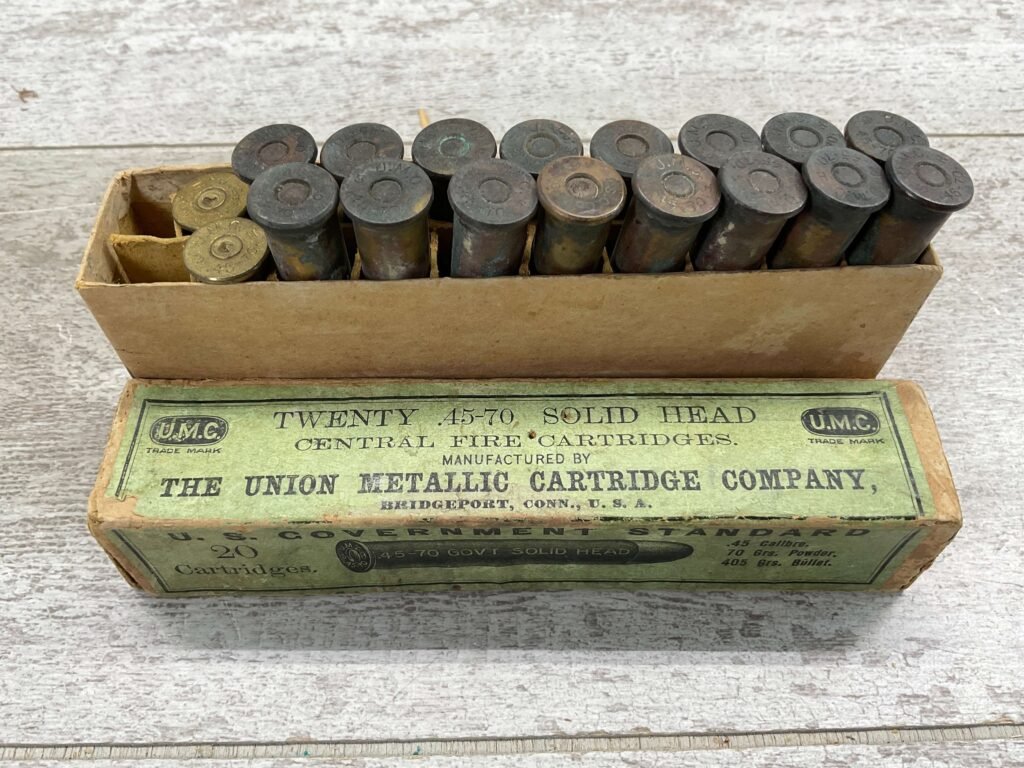 U.M.C.
TRADE MARK
TWENTY .45-70 SOLID HEAD
CENTRAL FIRE CARTRIDGES.
MANUFACTURED BY
THE UNION METALLIC CARTRIDGE COMPANY,
BRIDGEPORT, CONN., U. S. A.
U.M.C.
TRADE MARK
U. S. GOVERNMENT STANDARD
20
Cartridges.
.45-70 GOVT SOLID HEAD
.45 Calibre.
70 Grs. Powder.
405 Grs. Bullet.